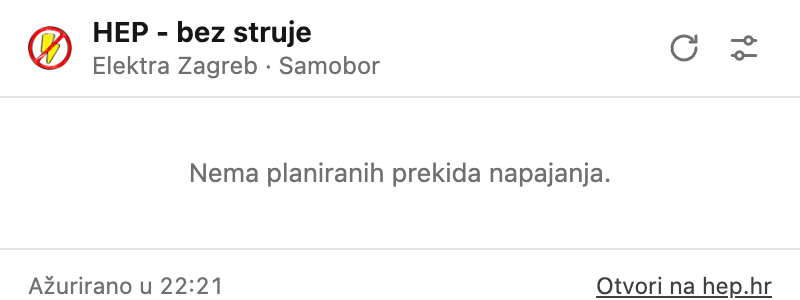 HEP - bez struje
Elektra Zagreb · Samobor
Nema planiranih prekida napajanja.
Ažurirano u 22:21
Otvori na hep.hr